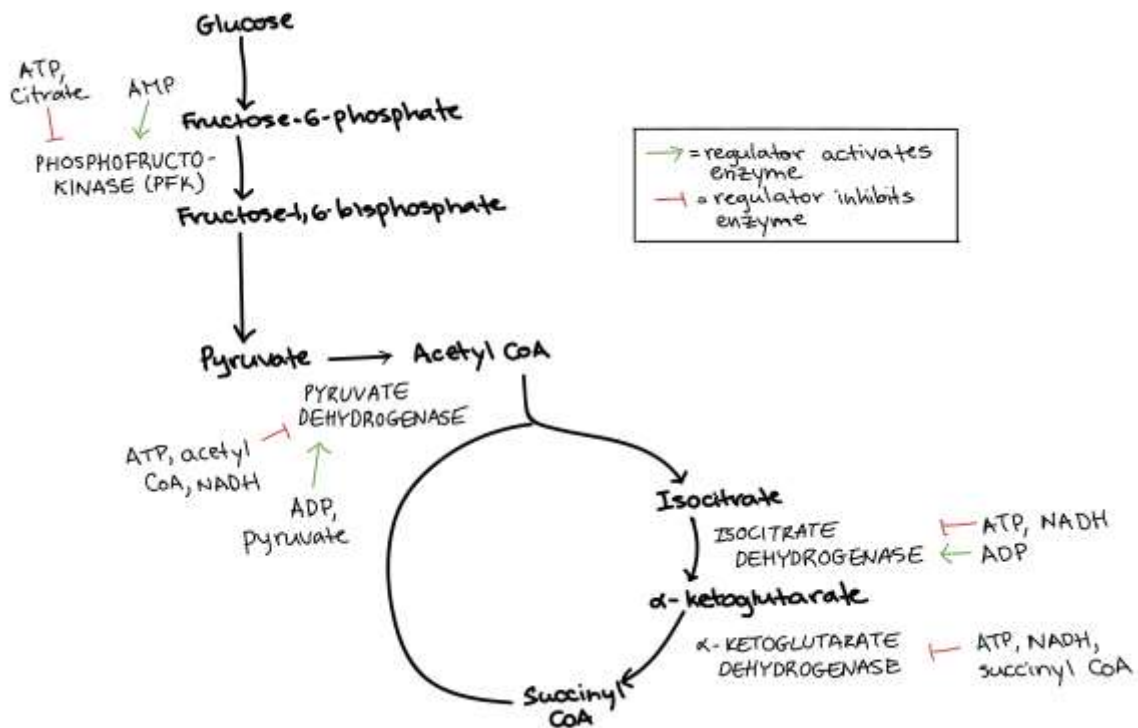 Glucose
ATP,
Citrate
AMP
Fructose-6-phosphate
PHOSPHOFRUCTO-
KINASE (PFK)
Fructose-1,6-bisphosphate
→ = regulator activates
enzyme
⊣ = regulator inhibits
enzyme
Pyruvate → Acetyl CoA
PYRUVATE
DEHYDROGENASE
ATP, acetyl
CoA, NADH
ADP,
Pyruvate
Isocitrate
ISOCITRATE
DEHYDROGENASE
ATP, NADH
ADP
α-ketoglutarate
α-KETOGLUTARATE
DEHYDROGENASE
ATP, NADH,
succinyl CoA
Succinyl
CoA